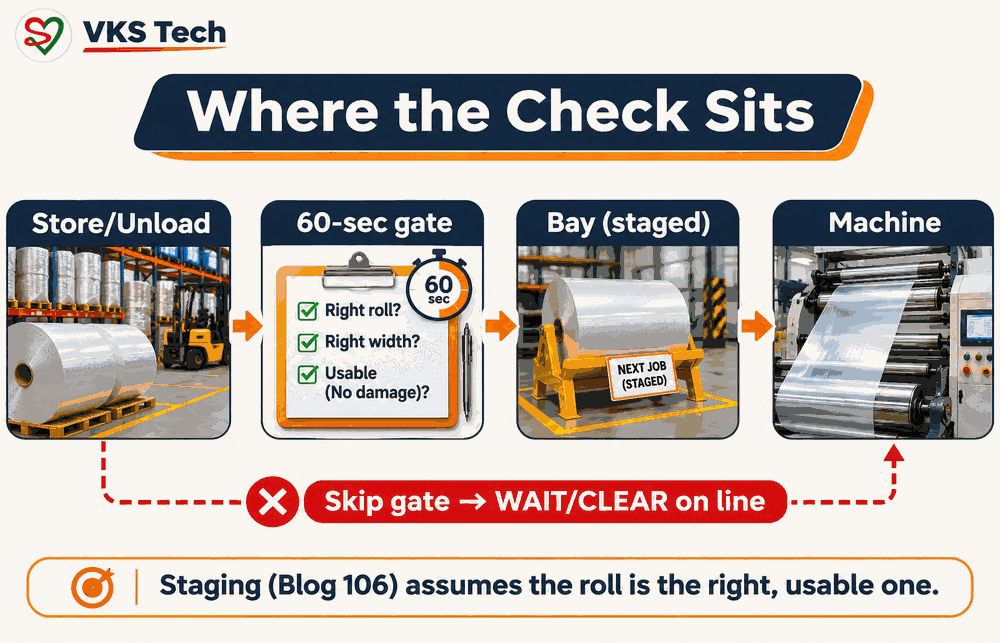 VKS Tech
Where the Check Sits
Store/Unload
60-sec gate
60
sec
Right roll?
Right width?
Usable
(No damage)?
Bay (staged)
NEXT JOB
(STAGED)
Machine
Skip gate → WAIT/CLEAR on line
Staging (Blog 106) assumes the roll is the right, usable one.